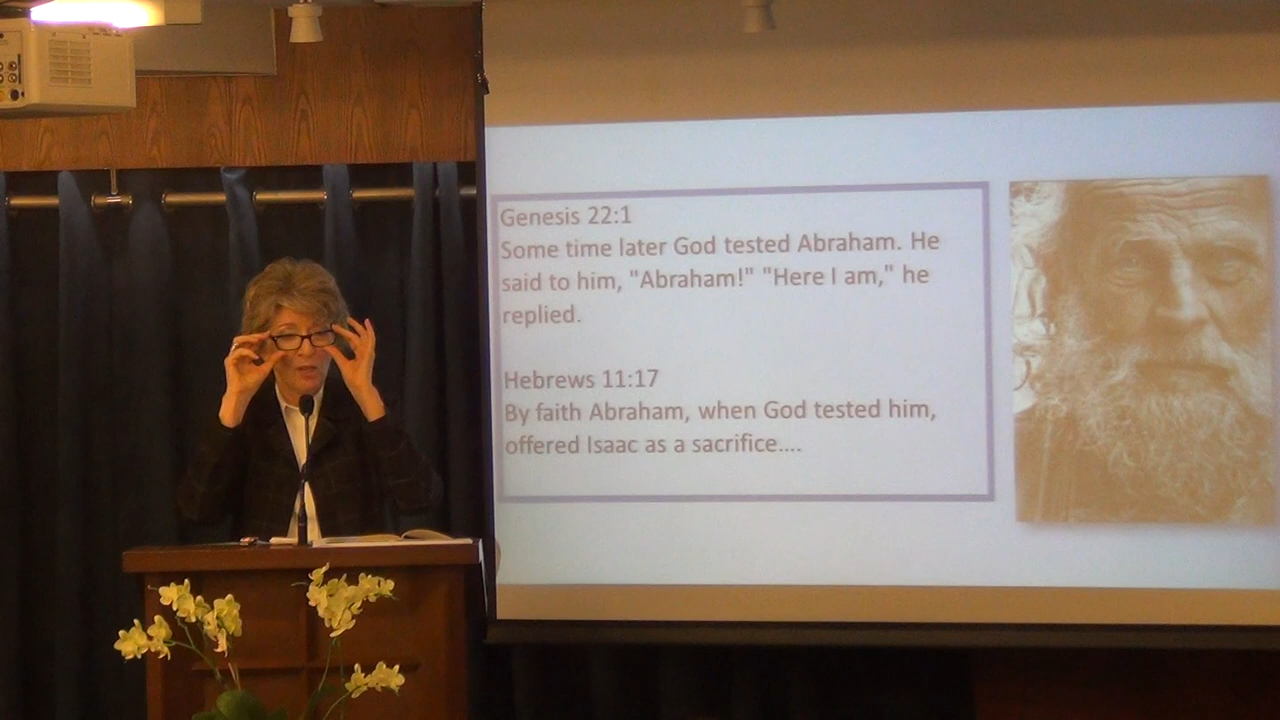 Genesis 22:1
Some time later God tested Abraham. He
said to him, "Abraham!" "Here I am," he
replied.
Hebrews 11:17
By faith Abraham, when God tested him,
offered Isaac as a sacrifice....